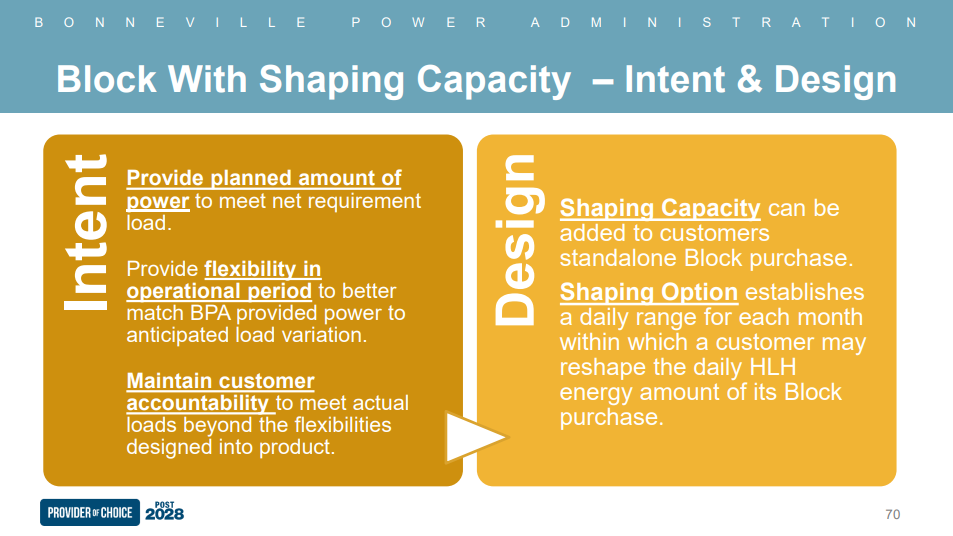 BONNEVILLE POWER ADMINISTRATION
Block With Shaping Capacity – Intent & Design
Intent
Provide planned amount of
power to meet net requirement
load.
Provide flexibility in
operational period to better
match BPA provided power to
anticipated load variation.
Maintain customer
accountability to meet actual
loads beyond the flexibilities
designed into product.
Design
Shaping Capacity can be
added to customers
standalone Block purchase.
Shaping Option establishes
a daily range for each month
within which a customer may
reshape the daily HLH
energy amount of its Block
purchase.
PROVIDER OF CHOICE
POST
2028
70